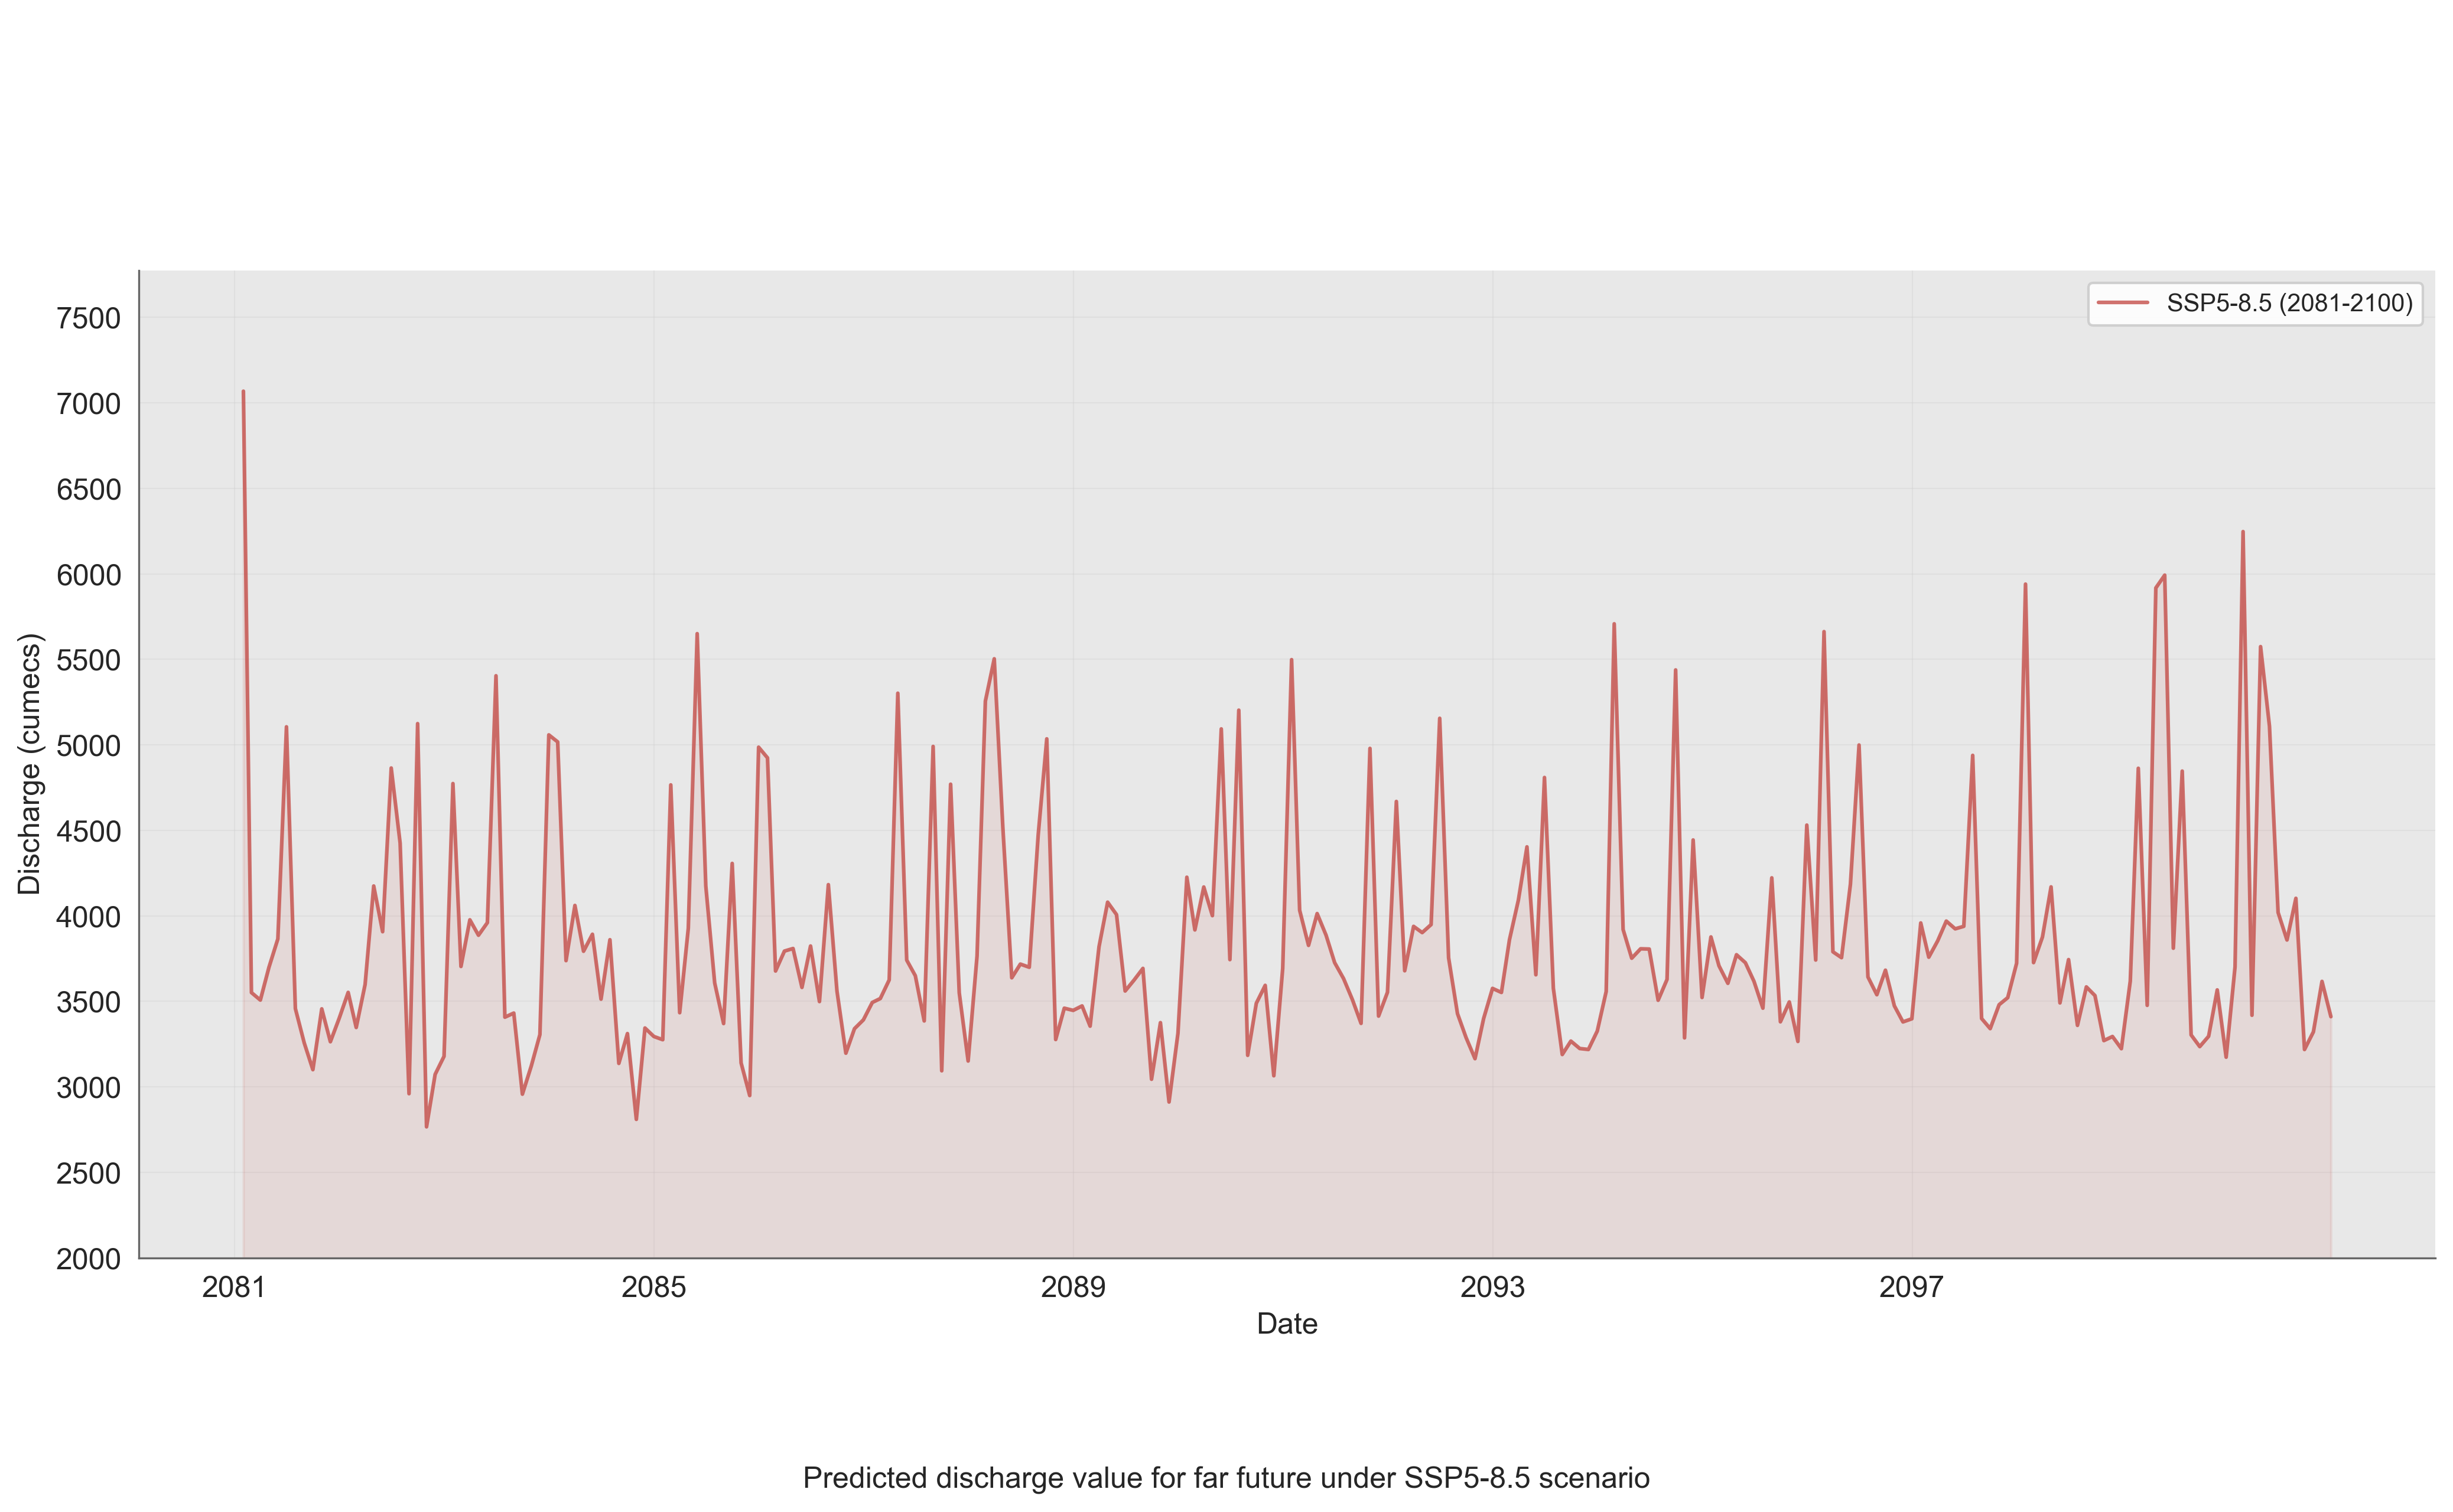 SSP5-8.5 (2081-2100)
7500
7000
6500
6000
5500
5000
4500
4000
3500
3000
2500
2000
Discharge (cumecs)
2081 2085 2089 2093 2097
Date
Predicted discharge value for far future under SSP5-8.5 scenario